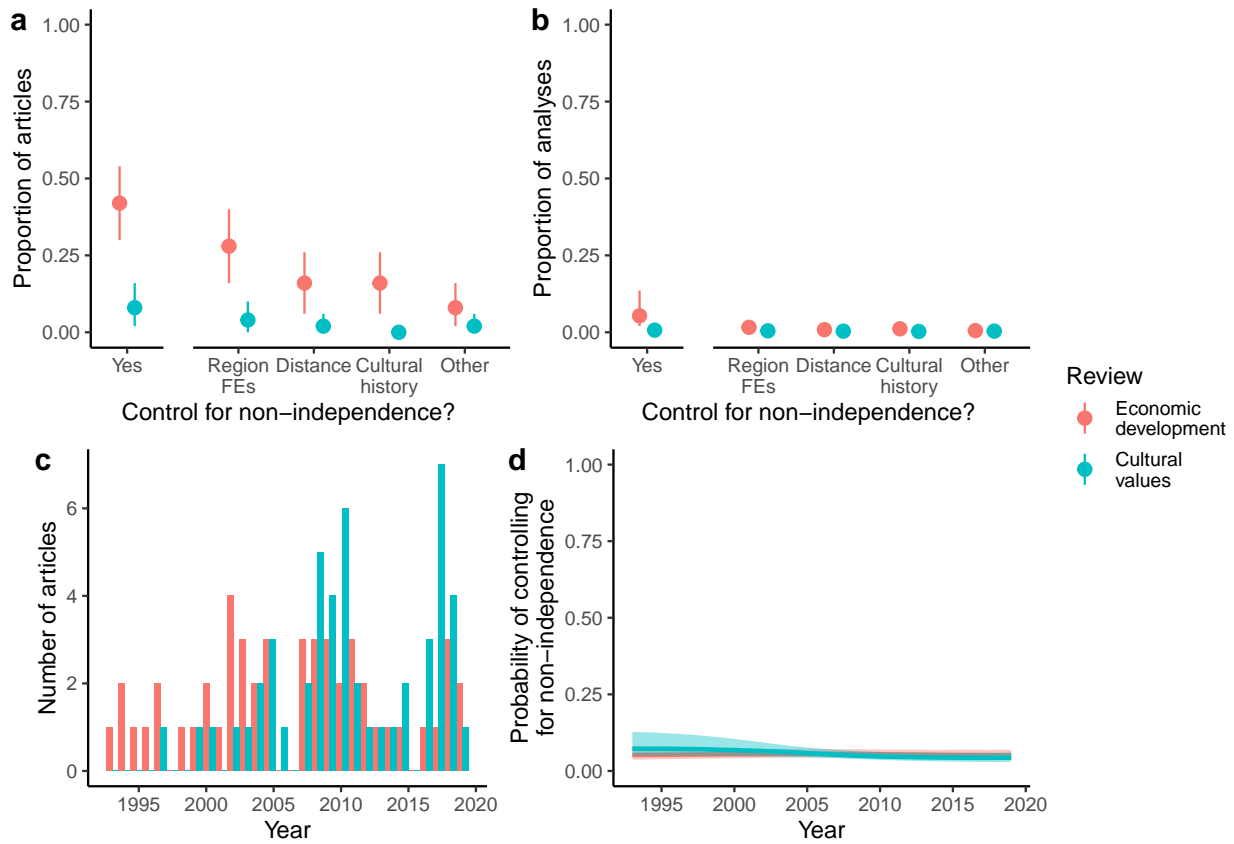 a
1.00
0.75
0.50
0.25
0.00
Proportion of articles
Yes
Region
FEs
Distance
Cultural
history
Other
Control for non−independence?
b
1.00
0.75
0.50
0.25
0.00
Proportion of analyses
Yes
Region
FEs
Distance
Cultural
history
Other
Control for non−independence?
Review
Economic
development
Cultural
values
c
6
4
2
0
Number of articles
1995
2000
2005
2010
2015
2020
Year
d
1.00
0.75
0.50
0.25
0.00
Probability of controlling
for non−independence
1995
2000
2005
2010
2015
2020
Year